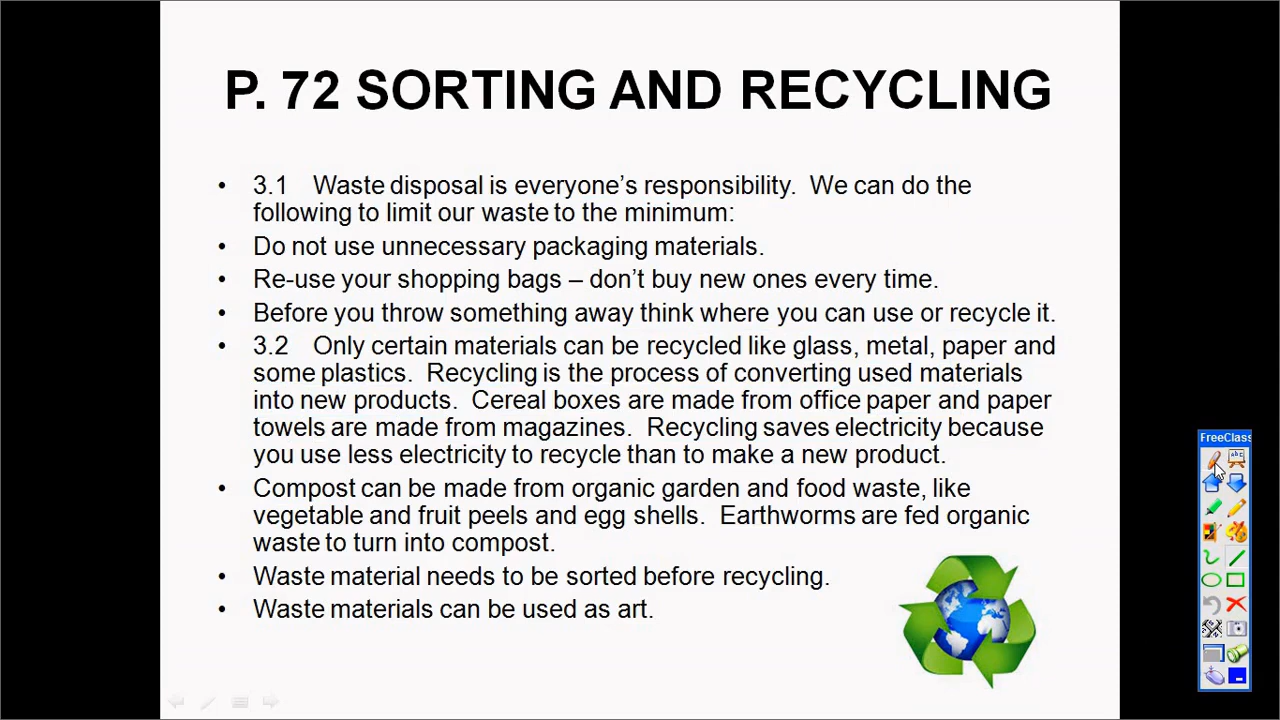 P. 72 SORTING AND RECYCLING
• 3.1 Waste disposal is everyone’s responsibility. We can do the
following to limit our waste to the minimum:
• Do not use unnecessary packaging materials.
• Re-use your shopping bags – don’t buy new ones every time.
• Before you throw something away think where you can use or recycle it.
• 3.2 Only certain materials can be recycled like glass, metal, paper and
some plastics. Recycling is the process of converting used materials
into new products. Cereal boxes are made from office paper and paper
towels are made from magazines. Recycling saves electricity because
you use less electricity to recycle than to make a new product.
• Compost can be made from organic garden and food waste, like
vegetable and fruit peels and egg shells. Earthworms are fed organic
waste to turn into compost.
• Waste material needs to be sorted before recycling.
• Waste materials can be used as art.
FreeClass
abc